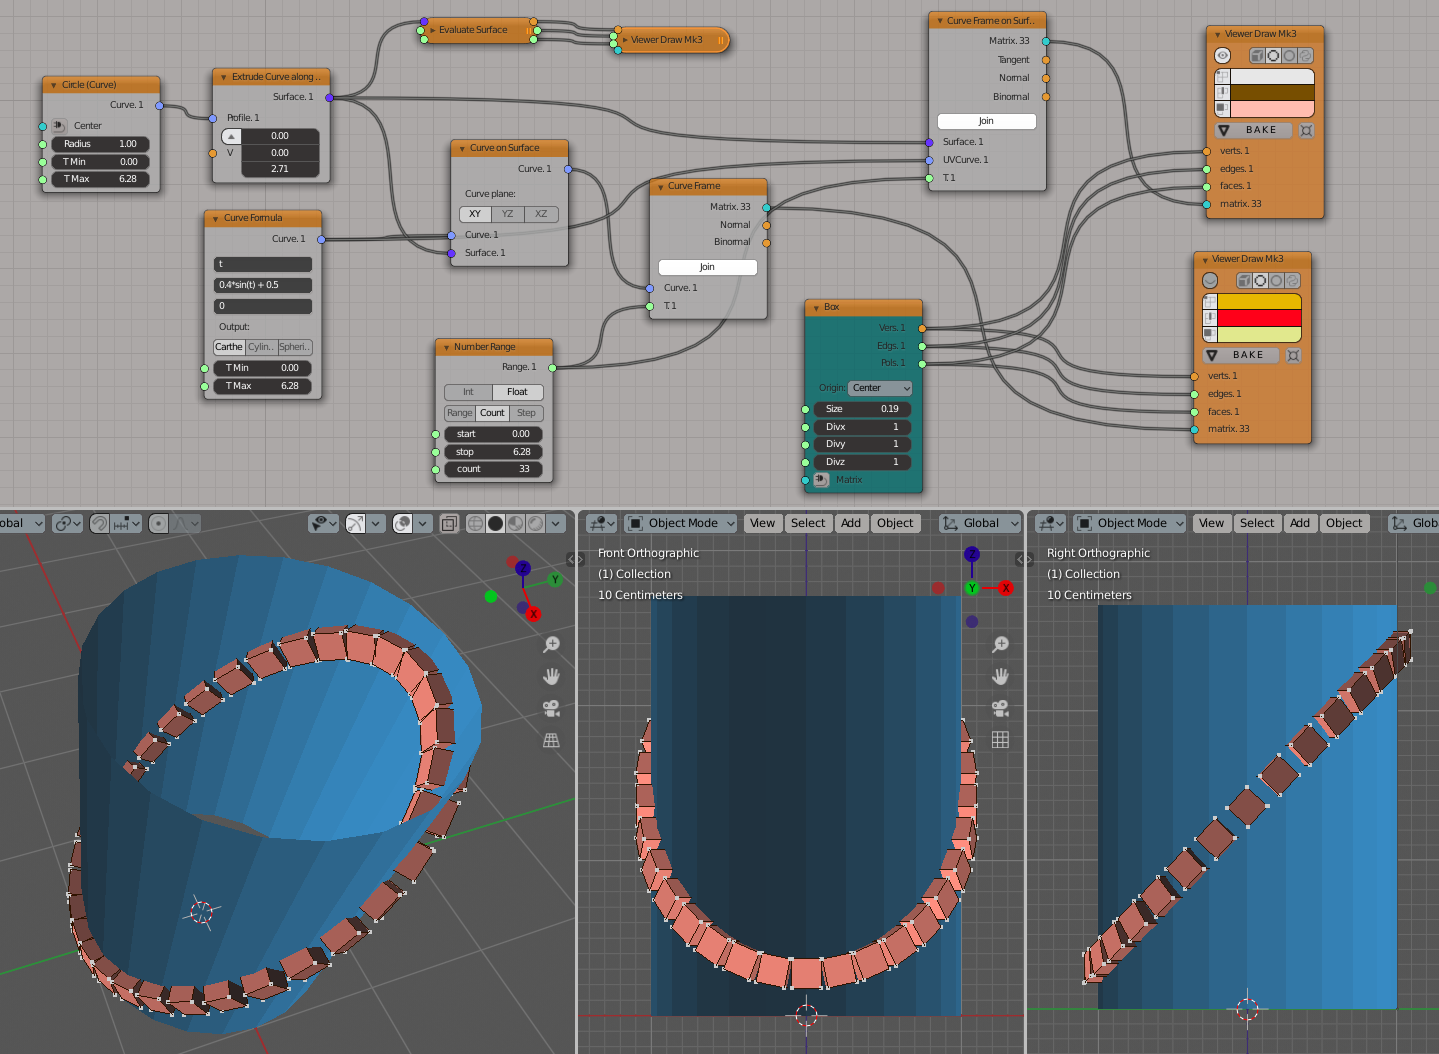 Circle (Curve)
Curve. 1
Center
Radius 1.00
T Min 0.00
T Max 6.28
Extrude Curve along ..
Surface. 1
Profile. 1
0.00
V 0.00
2.71
Evaluate Surface
Viewer Draw Mk3
Curve Formula
Curve. 1
t
0.4*sin(t) + 0.5
0
Output:
Carthe Cylin.. Spheri..
T Min 0.00
T Max 6.28
Curve on Surface
Curve. 1
Curve plane:
XY YZ XZ
Curve. 1
Surface. 1
Number Range
Range. 1
Int Float
Range Count Step
start 0.00
stop 6.28
count 33
Curve Frame
Matrix. 33
Normal
Binormal
Join
Curve. 1
T. 1
Curve Frame on Surf..
Matrix. 33
Tangent
Normal
Binormal
Join
Surface. 1
UVCurve. 1
T. 1
Box
Vers. 1
Edgs. 1
Pols. 1
Origin: Center
Size 0.19
Divx 1
Divy 1
Divz 1
Matrix
Viewer Draw Mk3
BAKE
verts. 1
edges. 1
faces. 1
matrix. 33
Viewer Draw Mk3
BAKE
verts. 1
edges. 1
faces. 1
matrix. 33
obal
Z
Y
X
Object Mode View Select Add Object Global
Front Orthographic
(1) Collection
10 Centimeters
Z
Y
X
Object Mode View Select Add Object Glob
Right Orthographic
(1) Collection
10 Centimeters